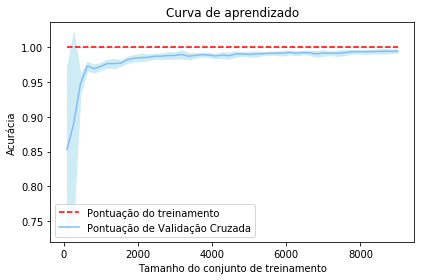 Curva de aprendizado
1.00
0.95
0.90
0.85
0.80
0.75
Acurácia
Pontuação do treinamento
Pontuação de Validação Cruzada
0 2000 4000 6000 8000
Tamanho do conjunto de treinamento